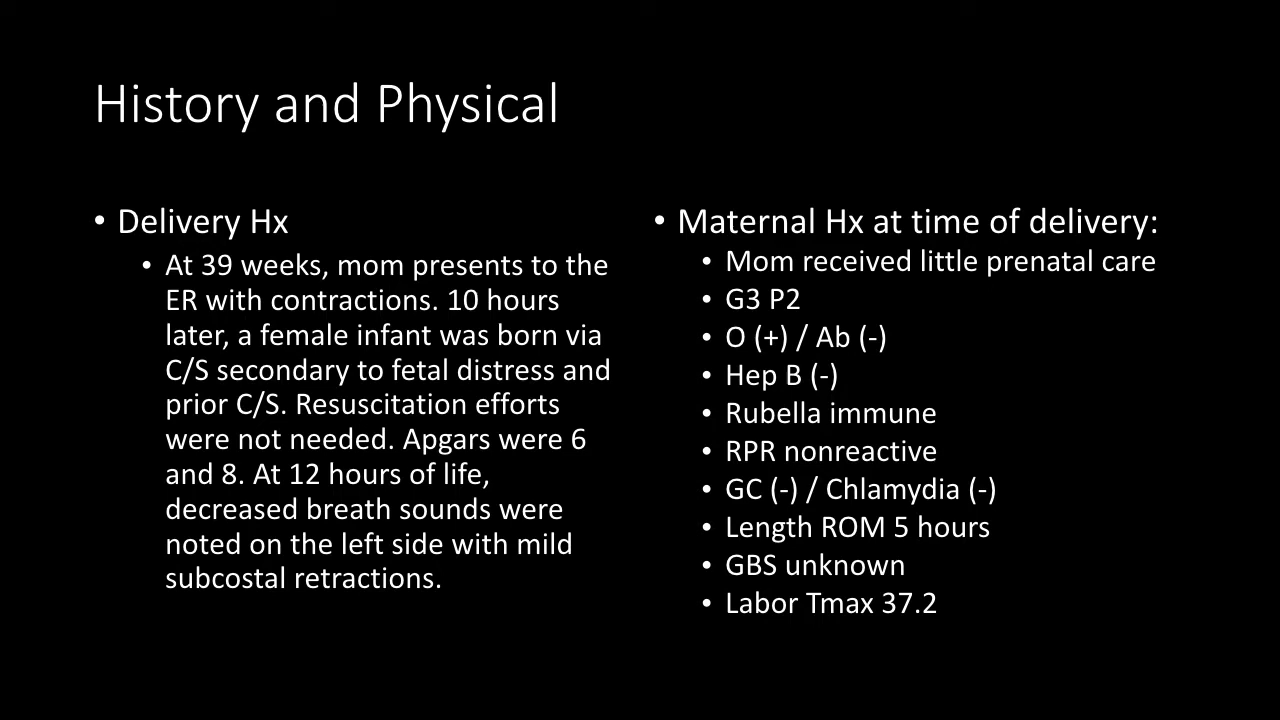 History and Physical
• Delivery Hx
• At 39 weeks, mom presents to the
ER with contractions. 10 hours
later, a female infant was born via
C/S secondary to fetal distress and
prior C/S. Resuscitation efforts
were not needed. Apgars were 6
and 8. At 12 hours of life,
decreased breath sounds were
noted on the left side with mild
subcostal retractions.
• Maternal Hx at time of delivery:
• Mom received little prenatal care
• G3 P2
• O (+) / Ab (-)
• Hep B (-)
• Rubella immune
• RPR nonreactive
• GC (-) / Chlamydia (-)
• Length ROM 5 hours
• GBS unknown
• Labor Tmax 37.2